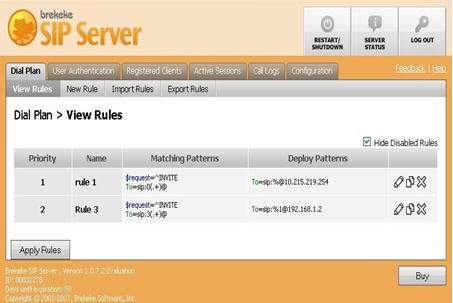 brekeke
SIP Server
RESTART/
SHUTDOWN
SERVER
STATUS
LOG OUT
Dial Plan
User Authentication
Registered Clients
Active Sessions
Call Logs
Configuration
Feedback | Help
View Rules
New Rule
Import Rules
Export Rules
Dial Plan > View Rules
Hide Disabled Rules
Priority Name Matching Patterns Deploy Patterns
1 rule 1 $request=^INVITE
To=sip:0(.+)@ To=sip:%@10.215.219.254
2 Rule 3 $request=^INVITE
To=sip:3(.+)@ To=sip:%1@192.168.1.2
Apply Rules
Brekeke SIP Server , Version 2.0.7.2 Evaluation
ID: 00032278
Days until expiration: 59
Copyright © 2002-2007, Brekeke Software, Inc.
Buy